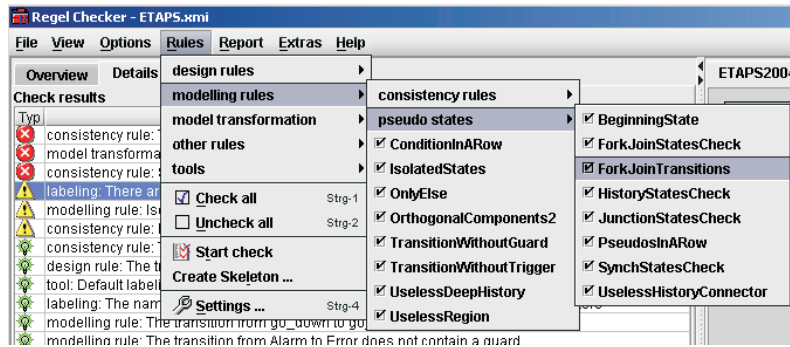 Regel Checker - ETAPS.xmi
File View Options Rules Report Extras Help
Overview Details
ETAPS200
Check results
Typ
consistency rule:
model transforma
consistency rule:
labeling: There ar
modelling rule: Iso
consistency rule:
consistency rule:
design rule: The t
tool: Default labeli
labeling: The nam
modelling rule: The transition from go_down to go
modelling rule: The transition from Alarm to Error does not contain a guard
design rules
modelling rules
model transformation
other rules
tools
Check all Strg-1
Uncheck all Strg-2
Start check
Create Skeleton ...
Settings ... Strg-4
consistency rules
pseudo states
ConditionInARow
IsolatedStates
OnlyElse
OrthogonalComponents2
TransitionWithoutGuard
TransitionWithoutTrigger
UselessDeepHistory
UselessRegion
BeginningState
ForkJoinStatesCheck
ForkJoinTransitions
HistoryStatesCheck
JunctionStatesCheck
PseudosInARow
SynchStatesCheck
UselessHistoryConnector